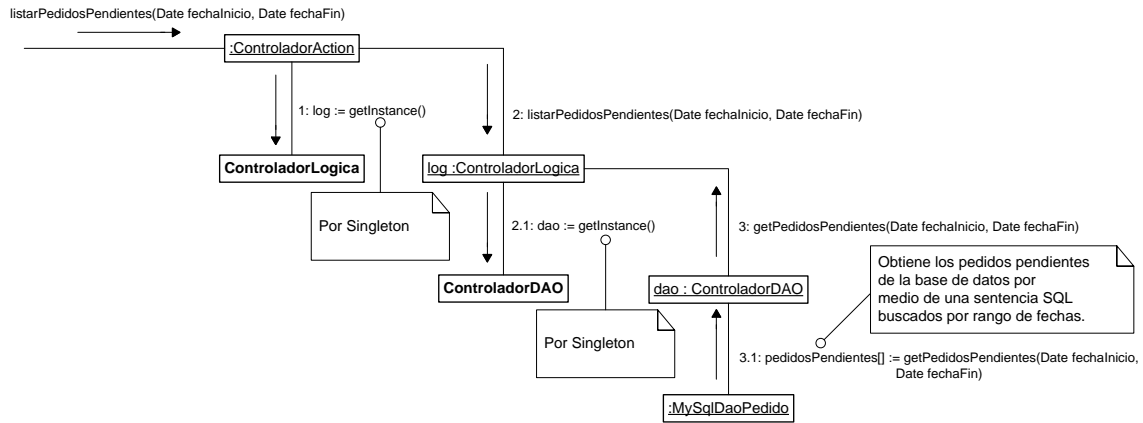 listarPedidosPendientes(Date fechaInicio, Date fechaFin)
:ControladorAction
1: log := getInstance()
2: listarPedidosPendientes(Date fechaInicio, Date fechaFin)
ControladorLogica
log :ControladorLogica
Por Singleton
2.1: dao := getInstance()
3: getPedidosPendientes(Date fechaInicio, Date fechaFin)
Obtiene los pedidos pendientes
de la base de datos por
medio de una sentencia SQL
buscados por rango de fechas.
ControladorDAO
dao : ControladorDAO
Por Singleton
3.1: pedidosPendientes[] := getPedidosPendientes(Date fechaInicio,
Date fechaFin)
:MySqlDaoPedido